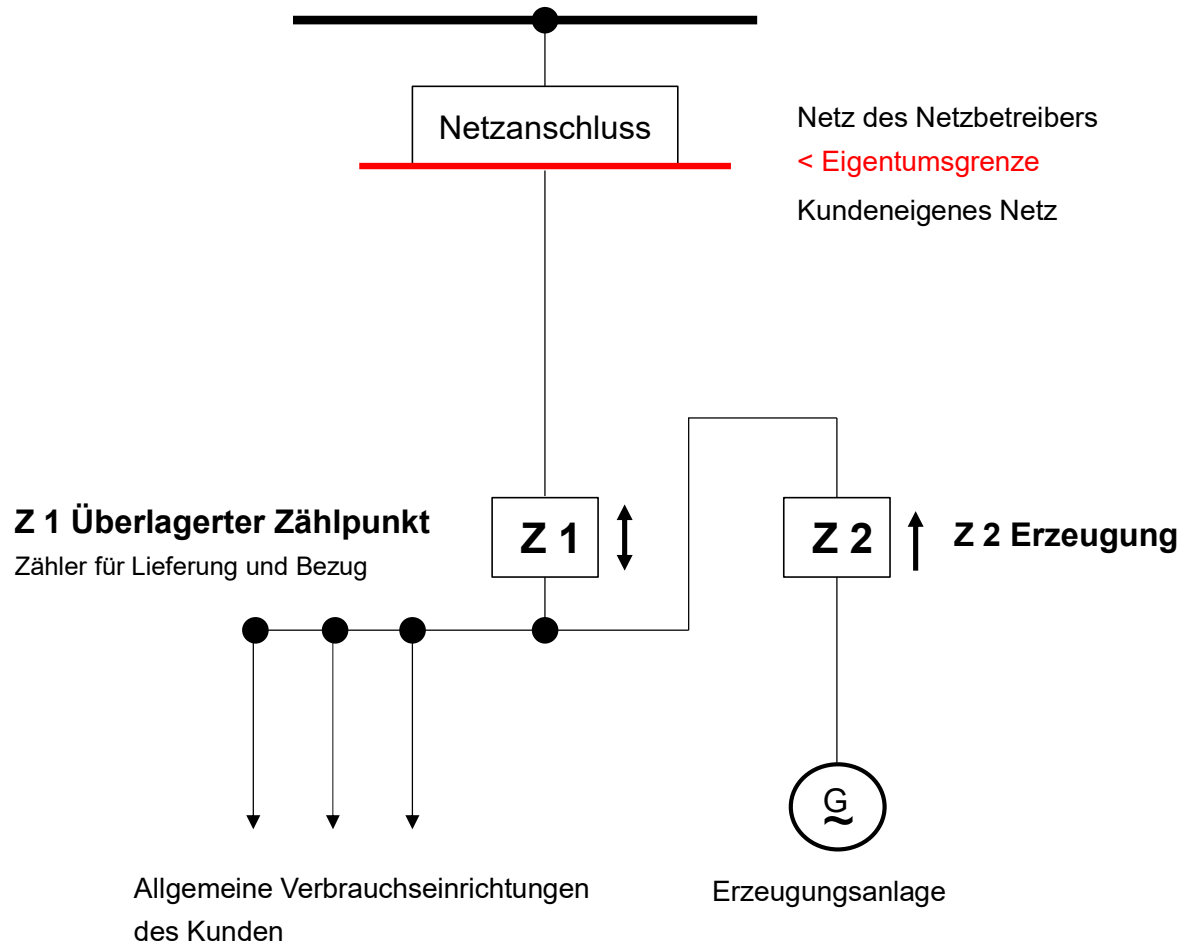 Netzanschluss
Netz des Netzbetreibers
< Eigentumsgrenze
Kundeneigenes Netz
Z 1 Überlagerter Zählpunkt
Zähler für Lieferung und Bezug
Z 1
Z 2
Z 2 Erzeugung
G
~
Allgemeine Verbrauchseinrichtungen
des Kunden
Erzeugungsanlage